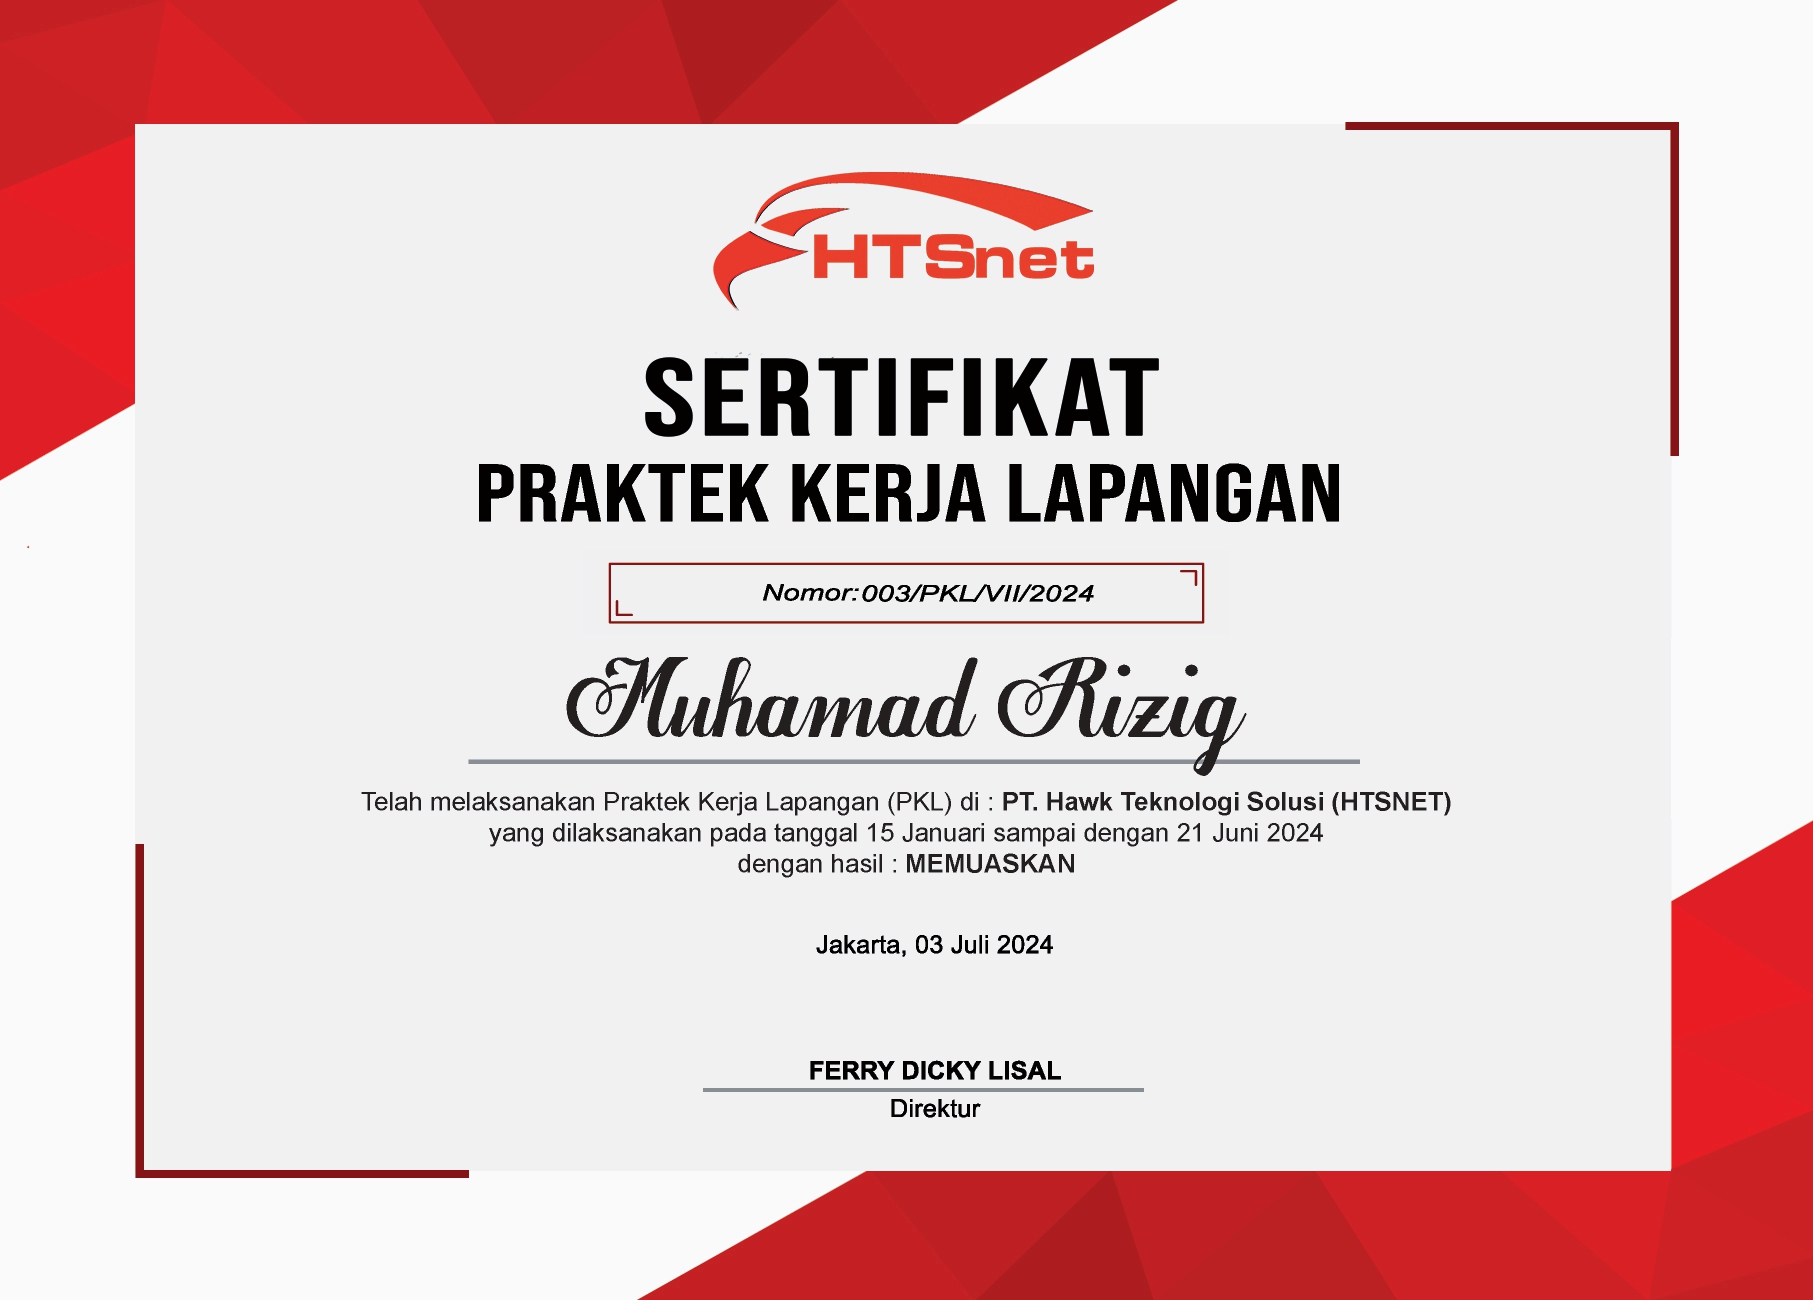 HTSnet
SERTIFIKAT
PRAKTEK KERJA LAPANGAN
Nomor:003/PKL/VII/2024
Muhamad Rizig
Telah melaksanakan Praktek Kerja Lapangan (PKL) di : PT. Hawk Teknologi Solusi (HTSNET)
yang dilaksanakan pada tanggal 15 Januari sampai dengan 21 Juni 2024
dengan hasil : MEMUASKAN
Jakarta, 03 Juli 2024
FERRY DICKY LISAL
Direktur